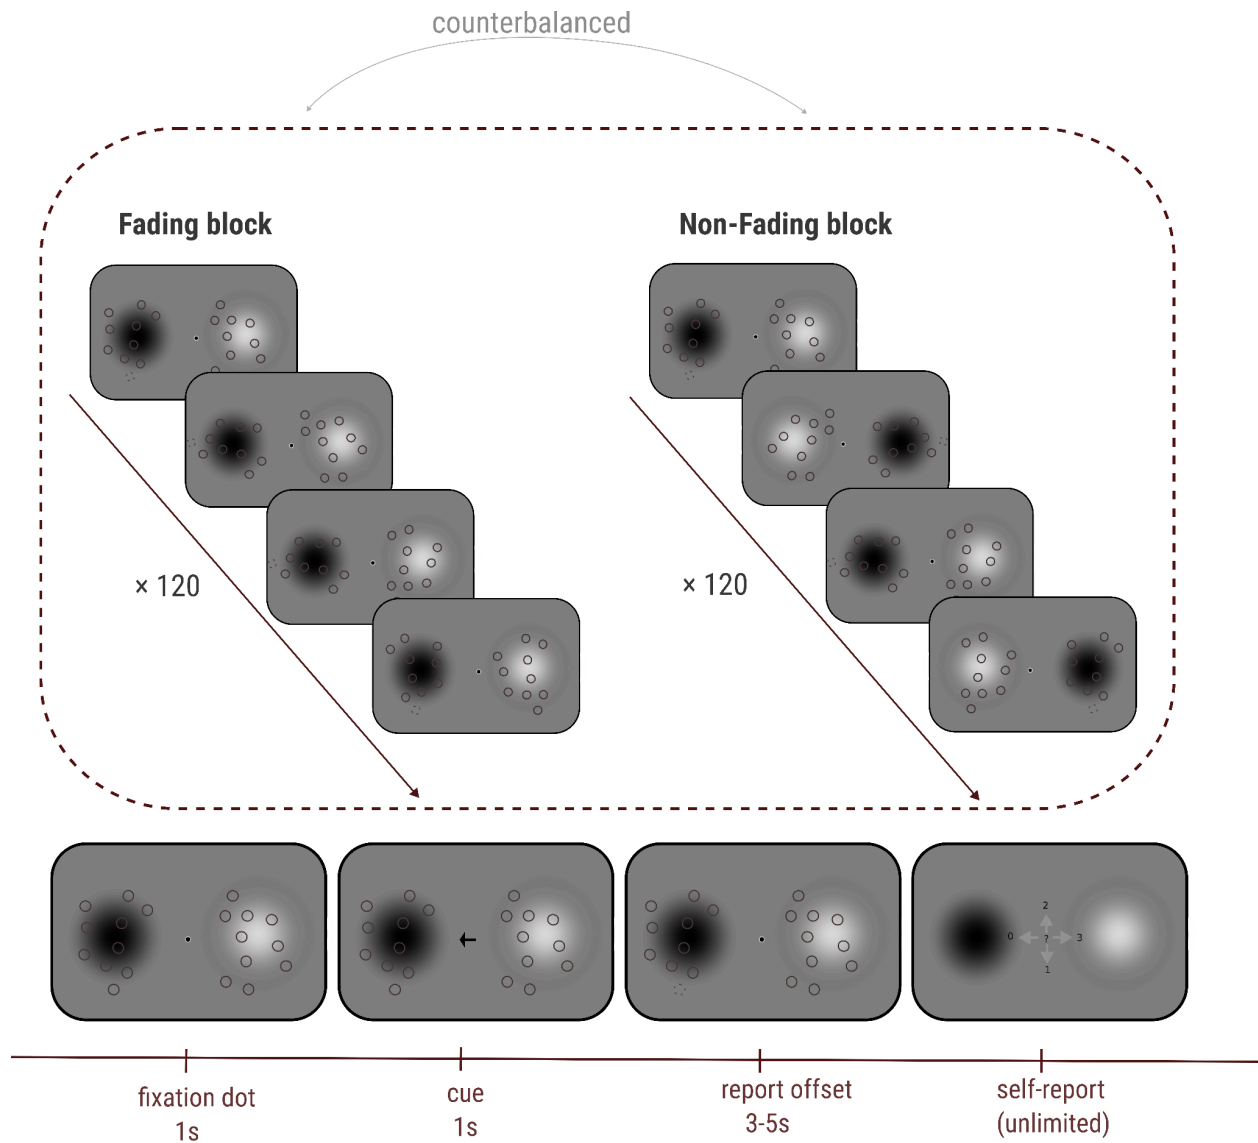 counterbalanced
Fading block
Non-Fading block
× 120
× 120
2
0
?
3
1
fixation dot
1s
cue
1s
report offset
3-5s
self-report
(unlimited)